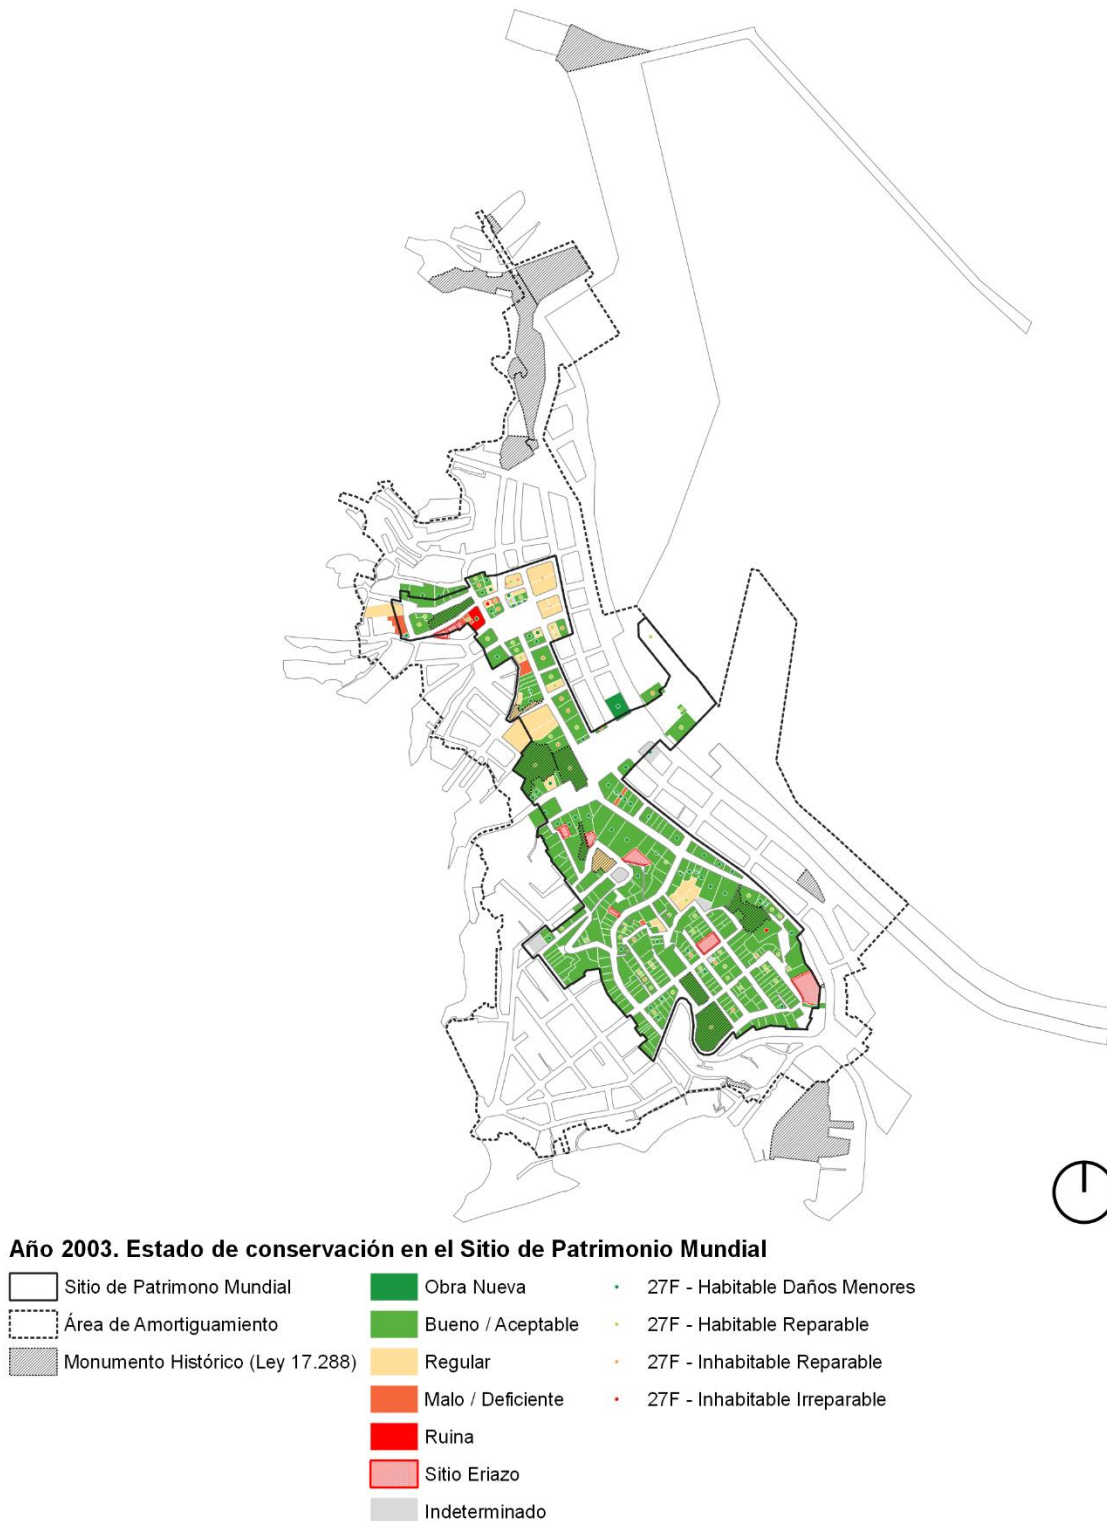 Año 2003. Estado de conservación en el Sitio de Patrimonio Mundial
Sitio de Patrimono Mundial
Área de Amortiguamiento
Monumento Histórico (Ley 17.288)
Obra Nueva
Bueno / Aceptable
Regular
Malo / Deficiente
Ruina
Sitio Eriazo
Indeterminado
27F - Habitable Daños Menores
27F - Habitable Reparable
27F - Inhabitable Reparable
27F - Inhabitable Irreparable